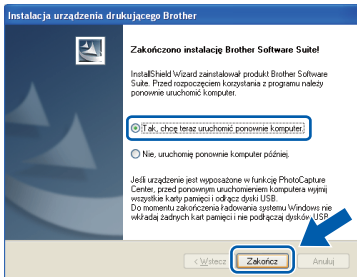 Instalacja urządzenia drukującego Brother
Zakończono instalację Brother Software Suite!
InstallShield Wizard zainstalował produkt Brother Software
Suite. Przed rozpoczęciem korzystania z programu należy
ponownie uruchomić komputer.
Tak, chcę teraz uruchomić ponownie komputer.
Nie, uruchomię ponownie komputer później.
Jeśli urządzenie jest wyposażone w funkcję PhotoCapture
Center, przed ponownym uruchomieniem komputera wyjmij
wszystkie karty pamięci i odłącz dyski USB.
Do momentu zakończenia ładowania systemu Windows nie
wkładaj żadnych kart pamięci i nie podłączaj dysków USB.
< Wstecz Zakończ Anuluj